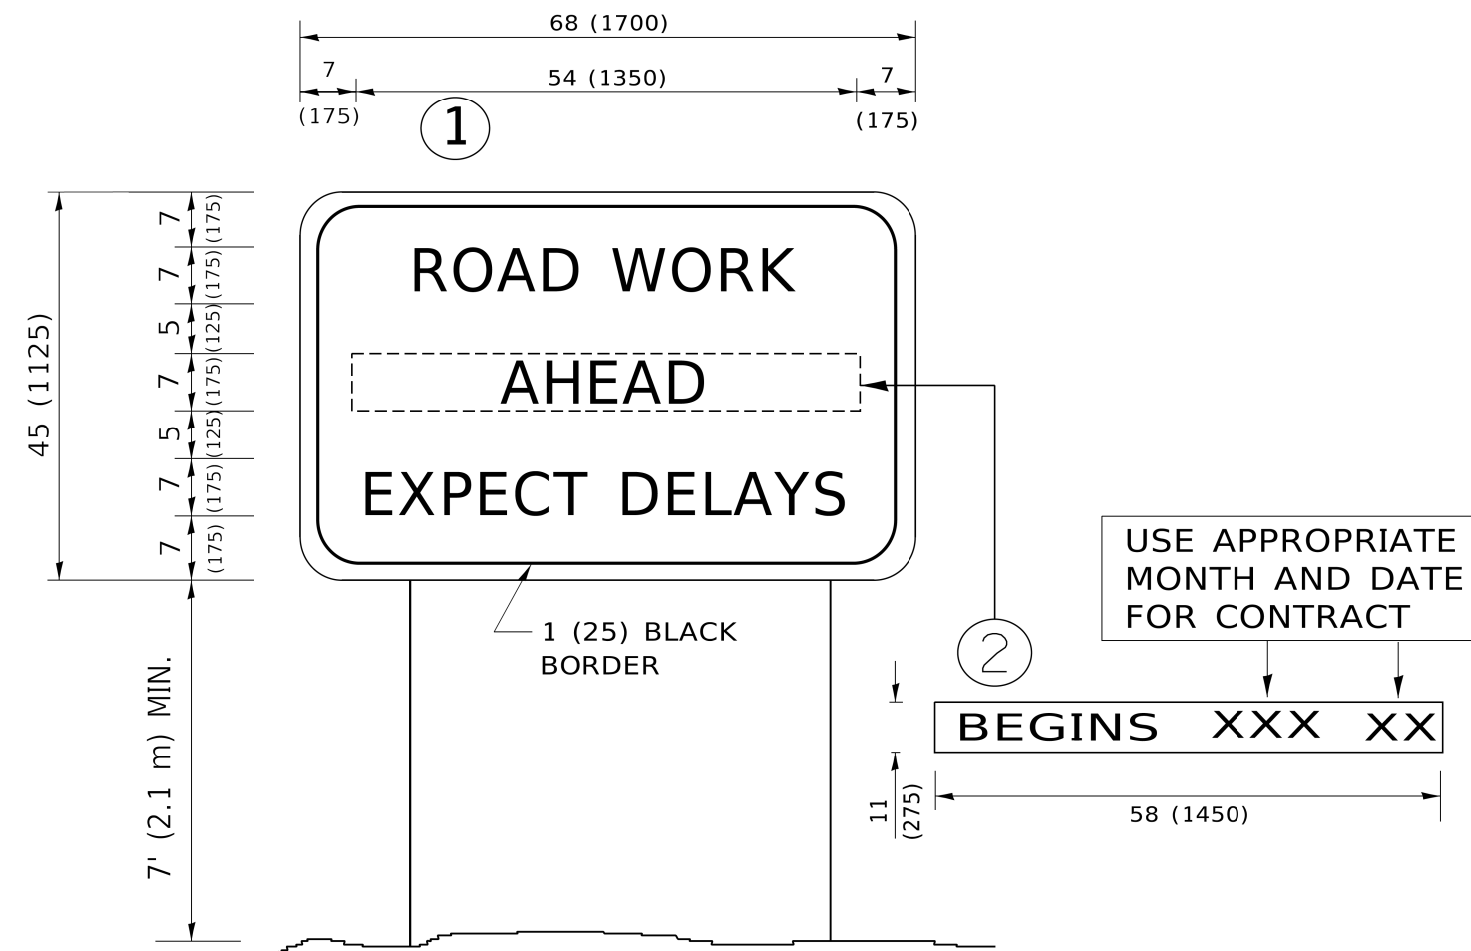 68 (1700)
7
54 (1350)
7
(175)
(175)
1
7
(175)
7
(175)
5
(125)
7
(175)
5
(125)
7
(175)
7
(175)
45 (1125)
ROAD WORK
AHEAD
EXPECT DELAYS
1 (25) BLACK
BORDER
7' (2.1 m) MIN.
USE APPROPRIATE
MONTH AND DATE
FOR CONTRACT
2
BEGINS XXX XX
11
(275)
58 (1450)